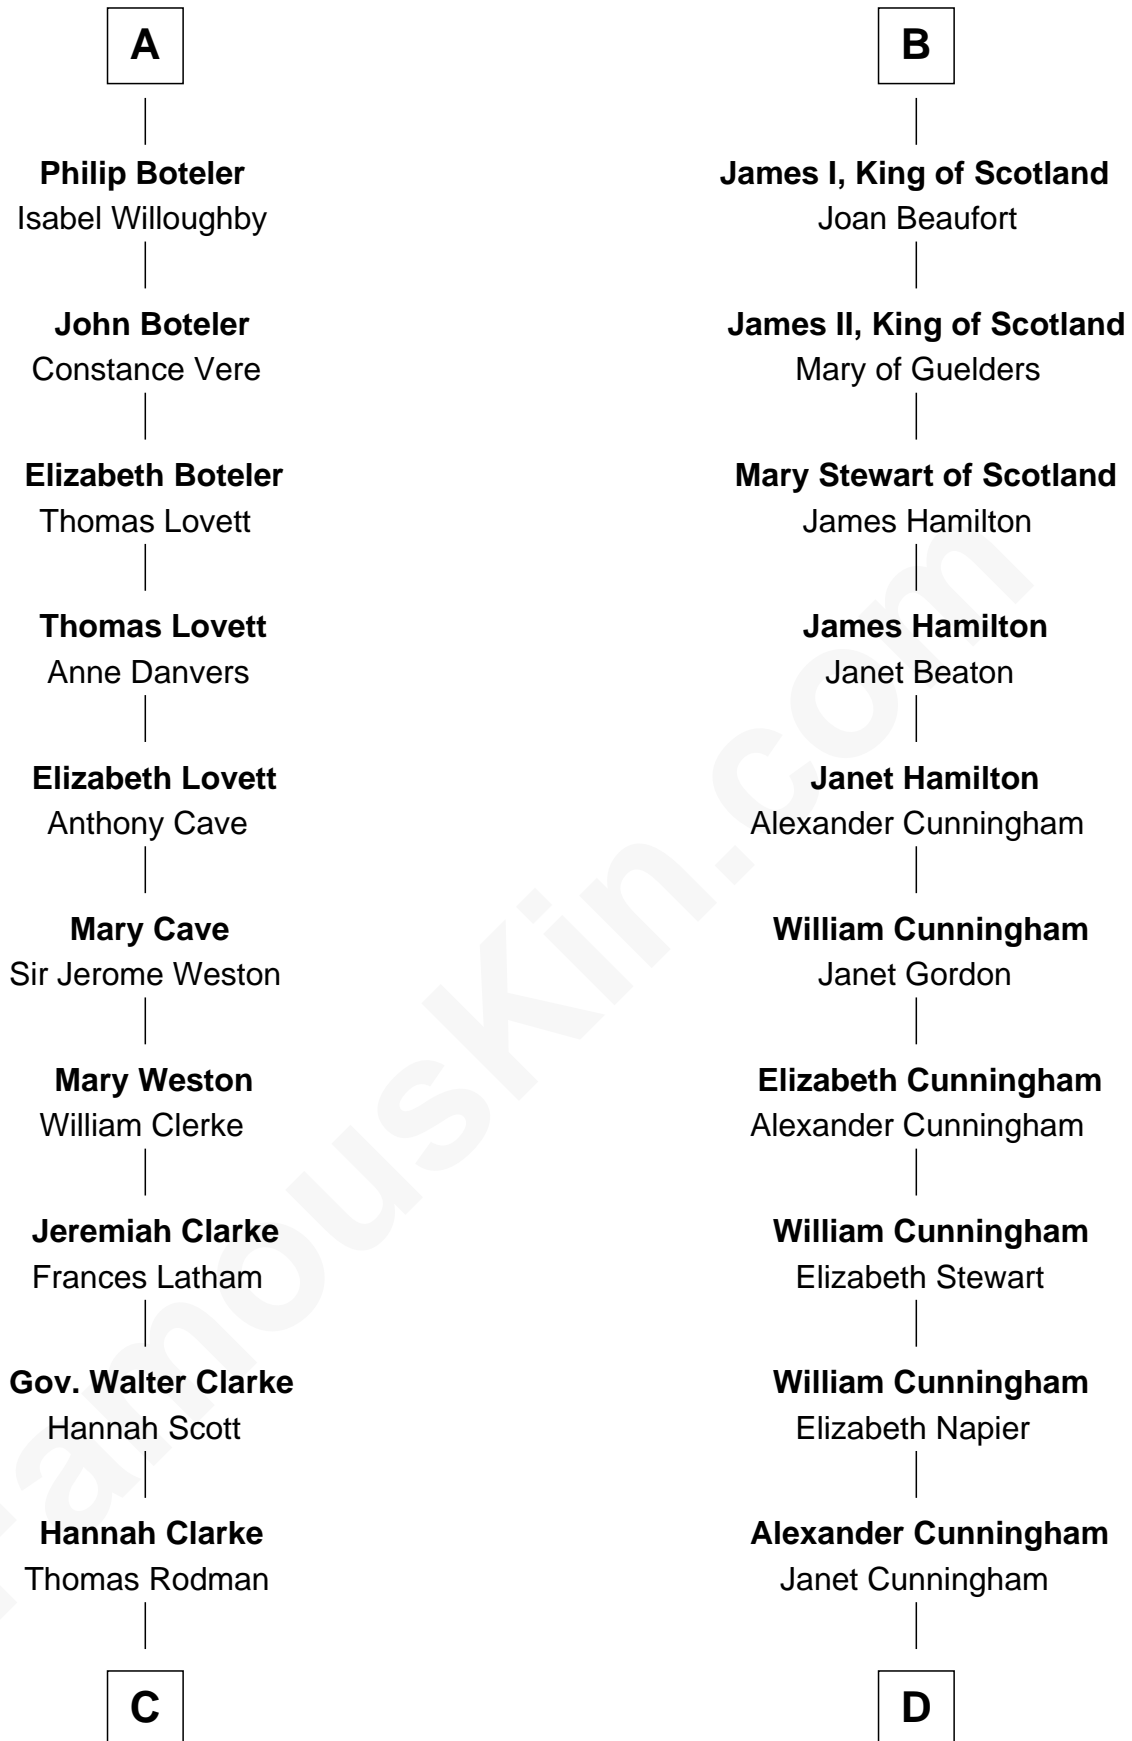 A
Philip Boteler
Isabel Willoughby
John Boteler
Constance Vere
Elizabeth Boteler
Thomas Lovett
Thomas Lovett
Anne Danvers
Elizabeth Lovett
Anthony Cave
Mary Cave
Sir Jerome Weston
Mary Weston
William Clerke
Jeremiah Clarke
Frances Latham
Gov. Walter Clarke
Hannah Scott
Hannah Clarke
Thomas Rodman
C
B
James I, King of Scotland
Joan Beaufort
James II, King of Scotland
Mary of Guelders
Mary Stewart of Scotland
James Hamilton
James Hamilton
Janet Beaton
Janet Hamilton
Alexander Cunningham
William Cunningham
Janet Gordon
Elizabeth Cunningham
Alexander Cunningham
William Cunningham
Elizabeth Stewart
William Cunningham
Elizabeth Napier
Alexander Cunningham
Janet Cunningham
D
FamousKin.com